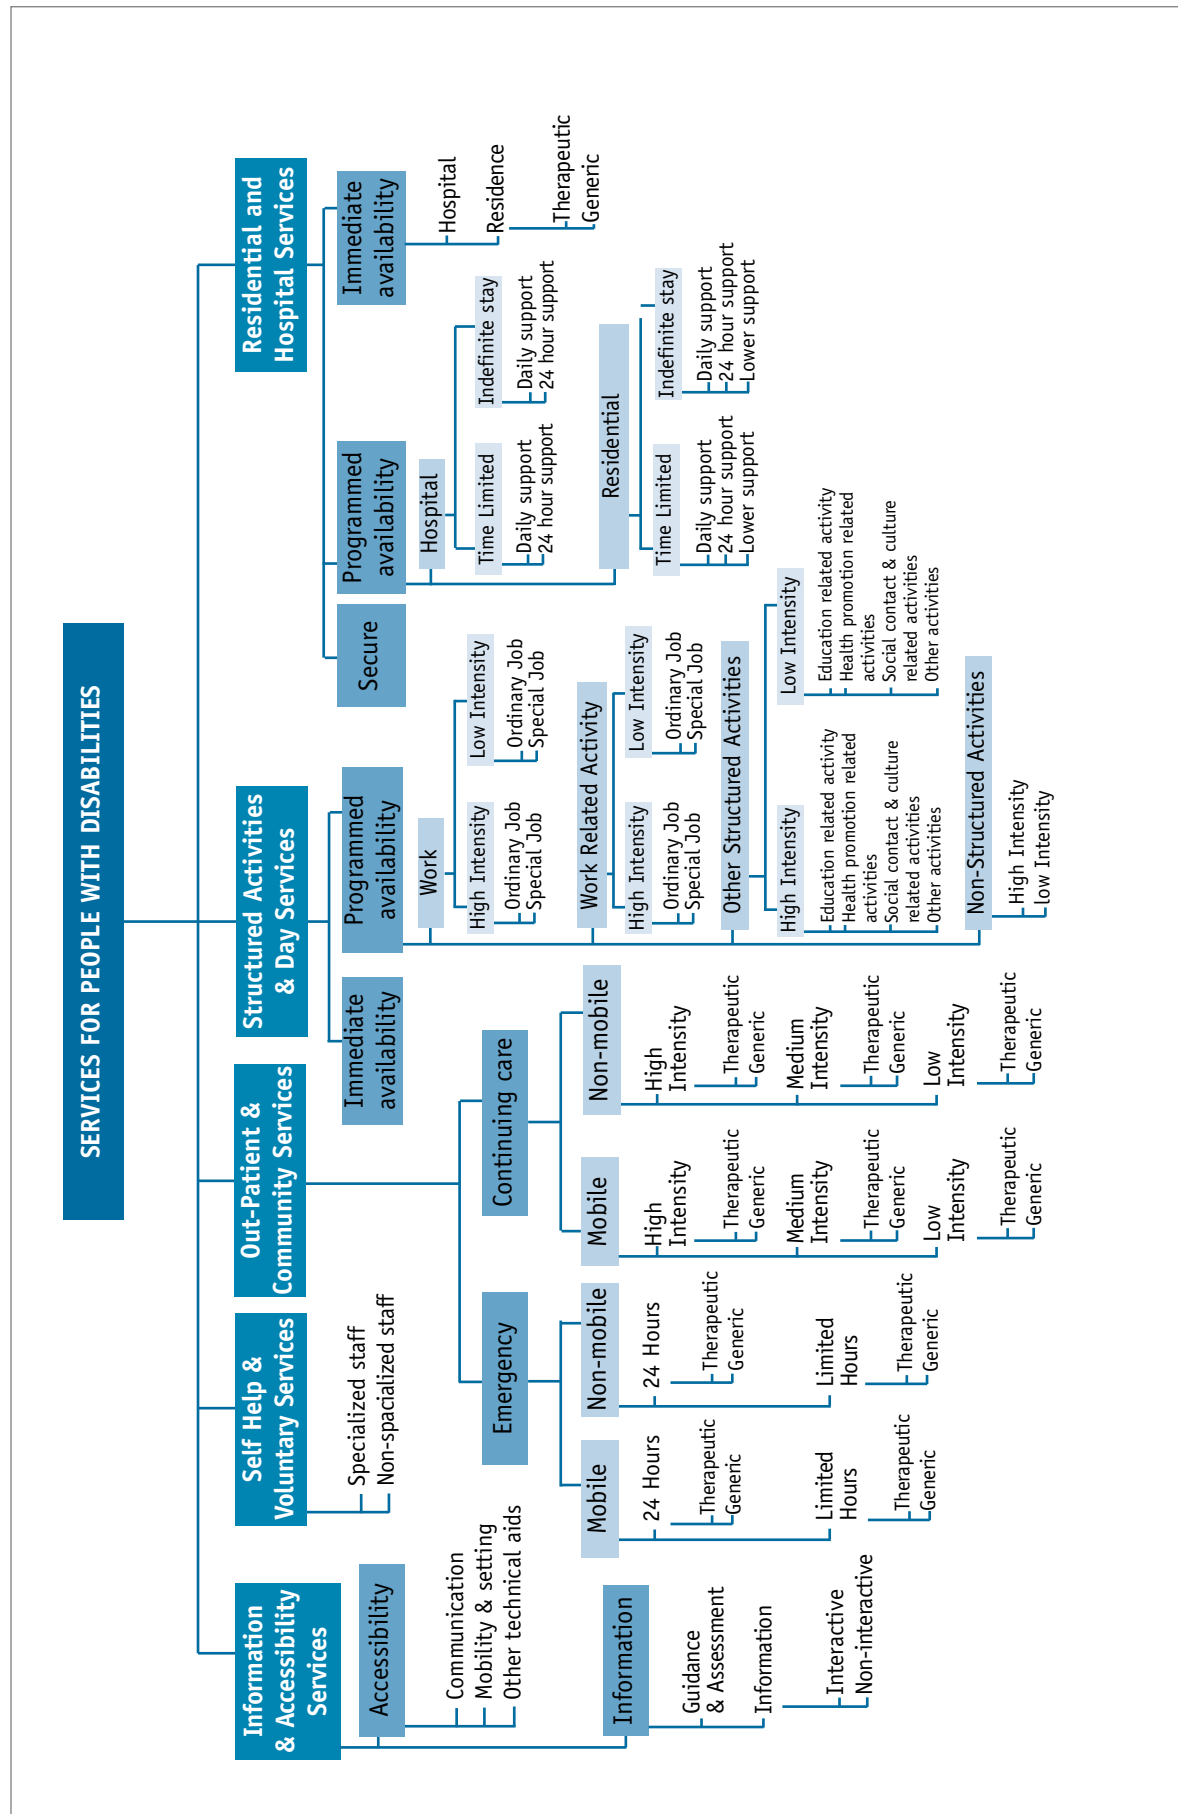 SERVICES FOR PEOPLE WITH DISABILITIES
Information
& Accessibility
Services
Accessibility
Communication
Mobility & setting
Other technical aids
Information
Guidance
& Assessment
Information
Interactive
Non-interactive
Self Help &
Voluntary Services
Specialized staff
Non-spacialized staff
Out-Patient &
Community Services
Emergency
Mobile
24 Hours
Therapeutic
Generic
Limited
Hours
Therapeutic
Generic
Non-mobile
24 Hours
Therapeutic
Generic
Limited
Hours
Therapeutic
Generic
Continuing care
Mobile
High
Intensity
Therapeutic
Generic
Medium
Intensity
Therapeutic
Generic
Low
Intensity
Therapeutic
Generic
Non-mobile
High
Intensity
Therapeutic
Generic
Medium
Intensity
Therapeutic
Generic
Low
Intensity
Therapeutic
Generic
Structured Activities
& Day Services
Immediate
availability
Programmed
availability
Work
High Intensity
Ordinary Job
Special Job
Low Intensity
Ordinary Job
Special Job
Work Related Activity
High Intensity
Ordinary Job
Special Job
Low Intensity
Ordinary Job
Special Job
Other Structured Activities
High Intensity
Education related activity
Health promotion related
activities
Social contact & culture
related activities
Other activities
Low Intensity
Education related activity
Health promotion related
activities
Social contact & culture
related activities
Other activities
Non-Structured Activities
High Intensity
low Intensity
Residential and
Hospital Services
Secure
Programmed
availability
Hospital
Time Limited
Daily support
24 hour support
Indefinite stay
Daily support
24 hour support
Residential
Time Limited
Daily support
24 hour support
Lower support
Indefinite stay
Daily support
24 hour support
Lower support
Immediate
availability
Hospital
Residence
Therapeutic
Generic